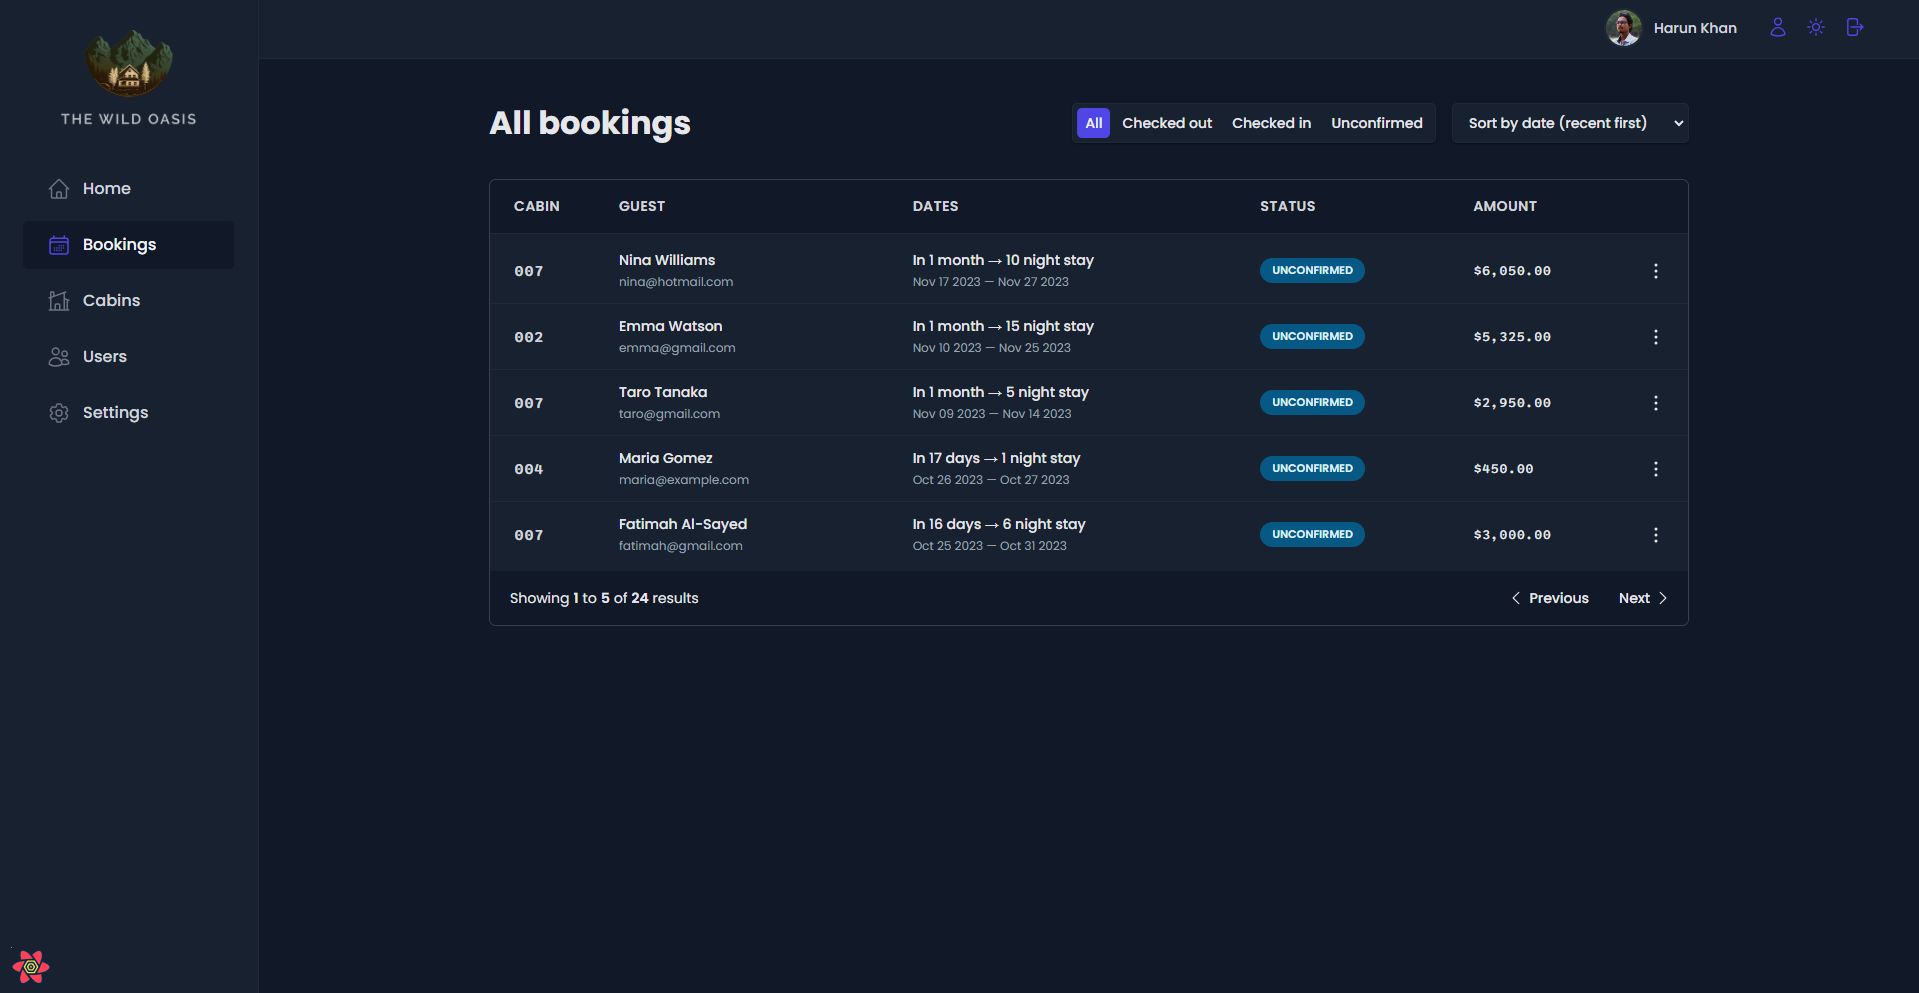 THE WILD OASIS
Harun Khan
Home
Bookings
Cabins
Users
Settings
All bookings
All Checked out Checked in Unconfirmed
Sort by date (recent first)
CABIN GUEST DATES STATUS AMOUNT
007 Nina Williams In 1 month → 10 night stay UNCONFIRMED $6,050.00
nina@hotmail.com Nov 17 2023 — Nov 27 2023
002 Emma Watson In 1 month → 15 night stay UNCONFIRMED $5,325.00
emma@gmail.com Nov 10 2023 — Nov 25 2023
007 Taro Tanaka In 1 month → 5 night stay UNCONFIRMED $2,950.00
taro@gmail.com Nov 09 2023 — Nov 14 2023
004 Maria Gomez In 17 days → 1 night stay UNCONFIRMED $450.00
maria@example.com Oct 26 2023 — Oct 27 2023
007 Fatimah Al-Sayed In 16 days → 6 night stay UNCONFIRMED $3,000.00
fatimah@gmail.com Oct 25 2023 — Oct 31 2023
Showing 1 to 5 of 24 results
Previous Next